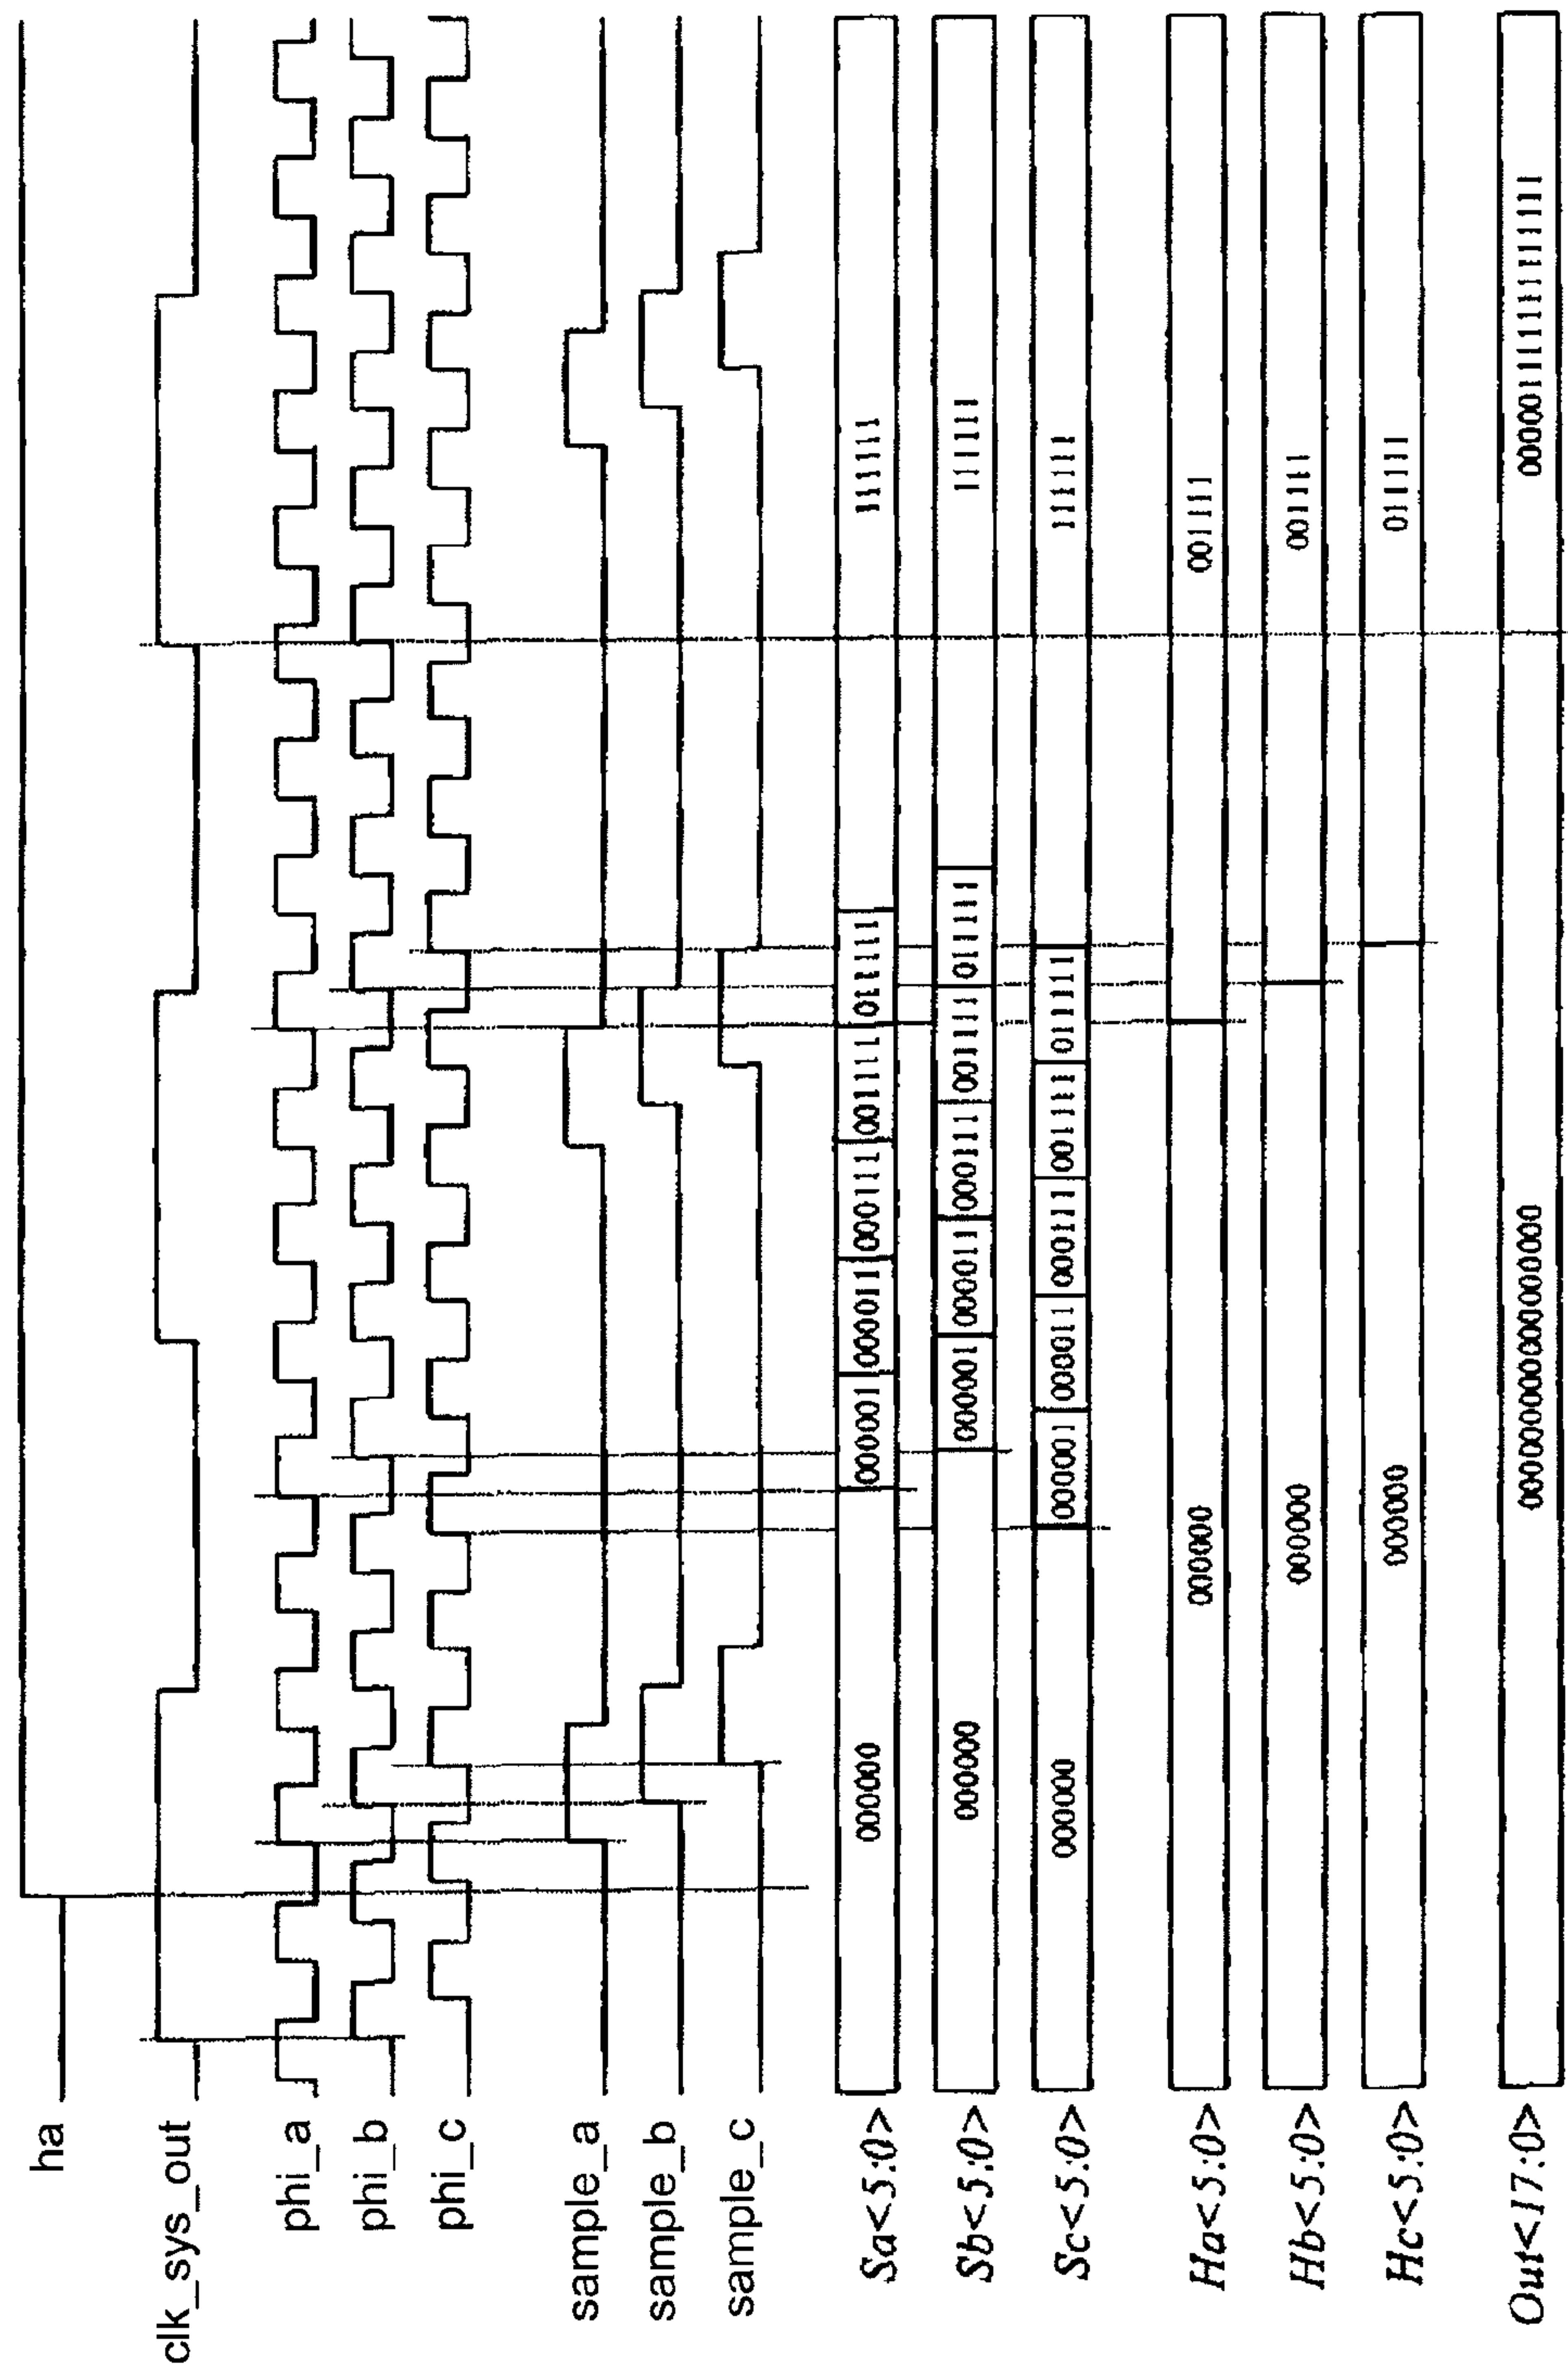 ha
clk_sys_out
phi_a
phi_b
phi_c
sample_a
sample_b
sample_c
Sa<5:0> 000000 000001 000011 000111 001111 011111 111111
Sb<5:0> 000000 000001 000011 000111 001111 011111 111111
Sc<5:0> 000000 000001 000011 000111 001111 011111 111111
Ha<5:0> 000000 001111
Hb<5:0> 000000 001111
Hc<5:0> 000000 011111
Out<17:0> 000000000000000000 000001111111111111